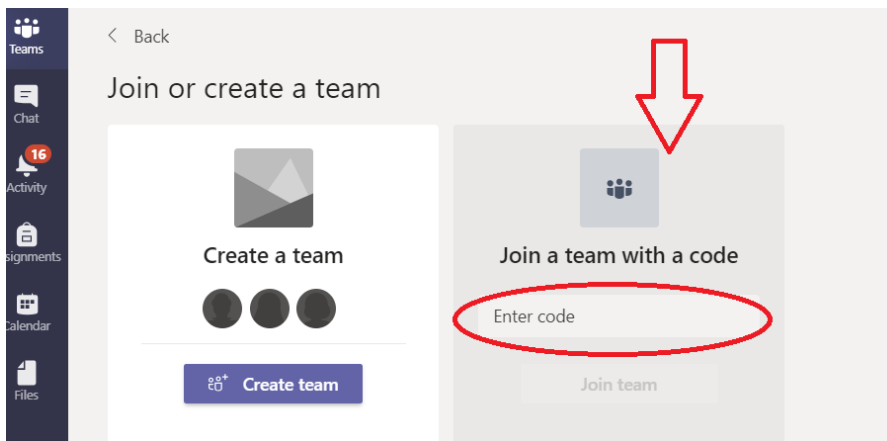 Teams
Chat
16
Activity
signments
Calendar
Files
Back
Join or create a team
Create a team
Create team
Join a team with a code
Enter code
Join team